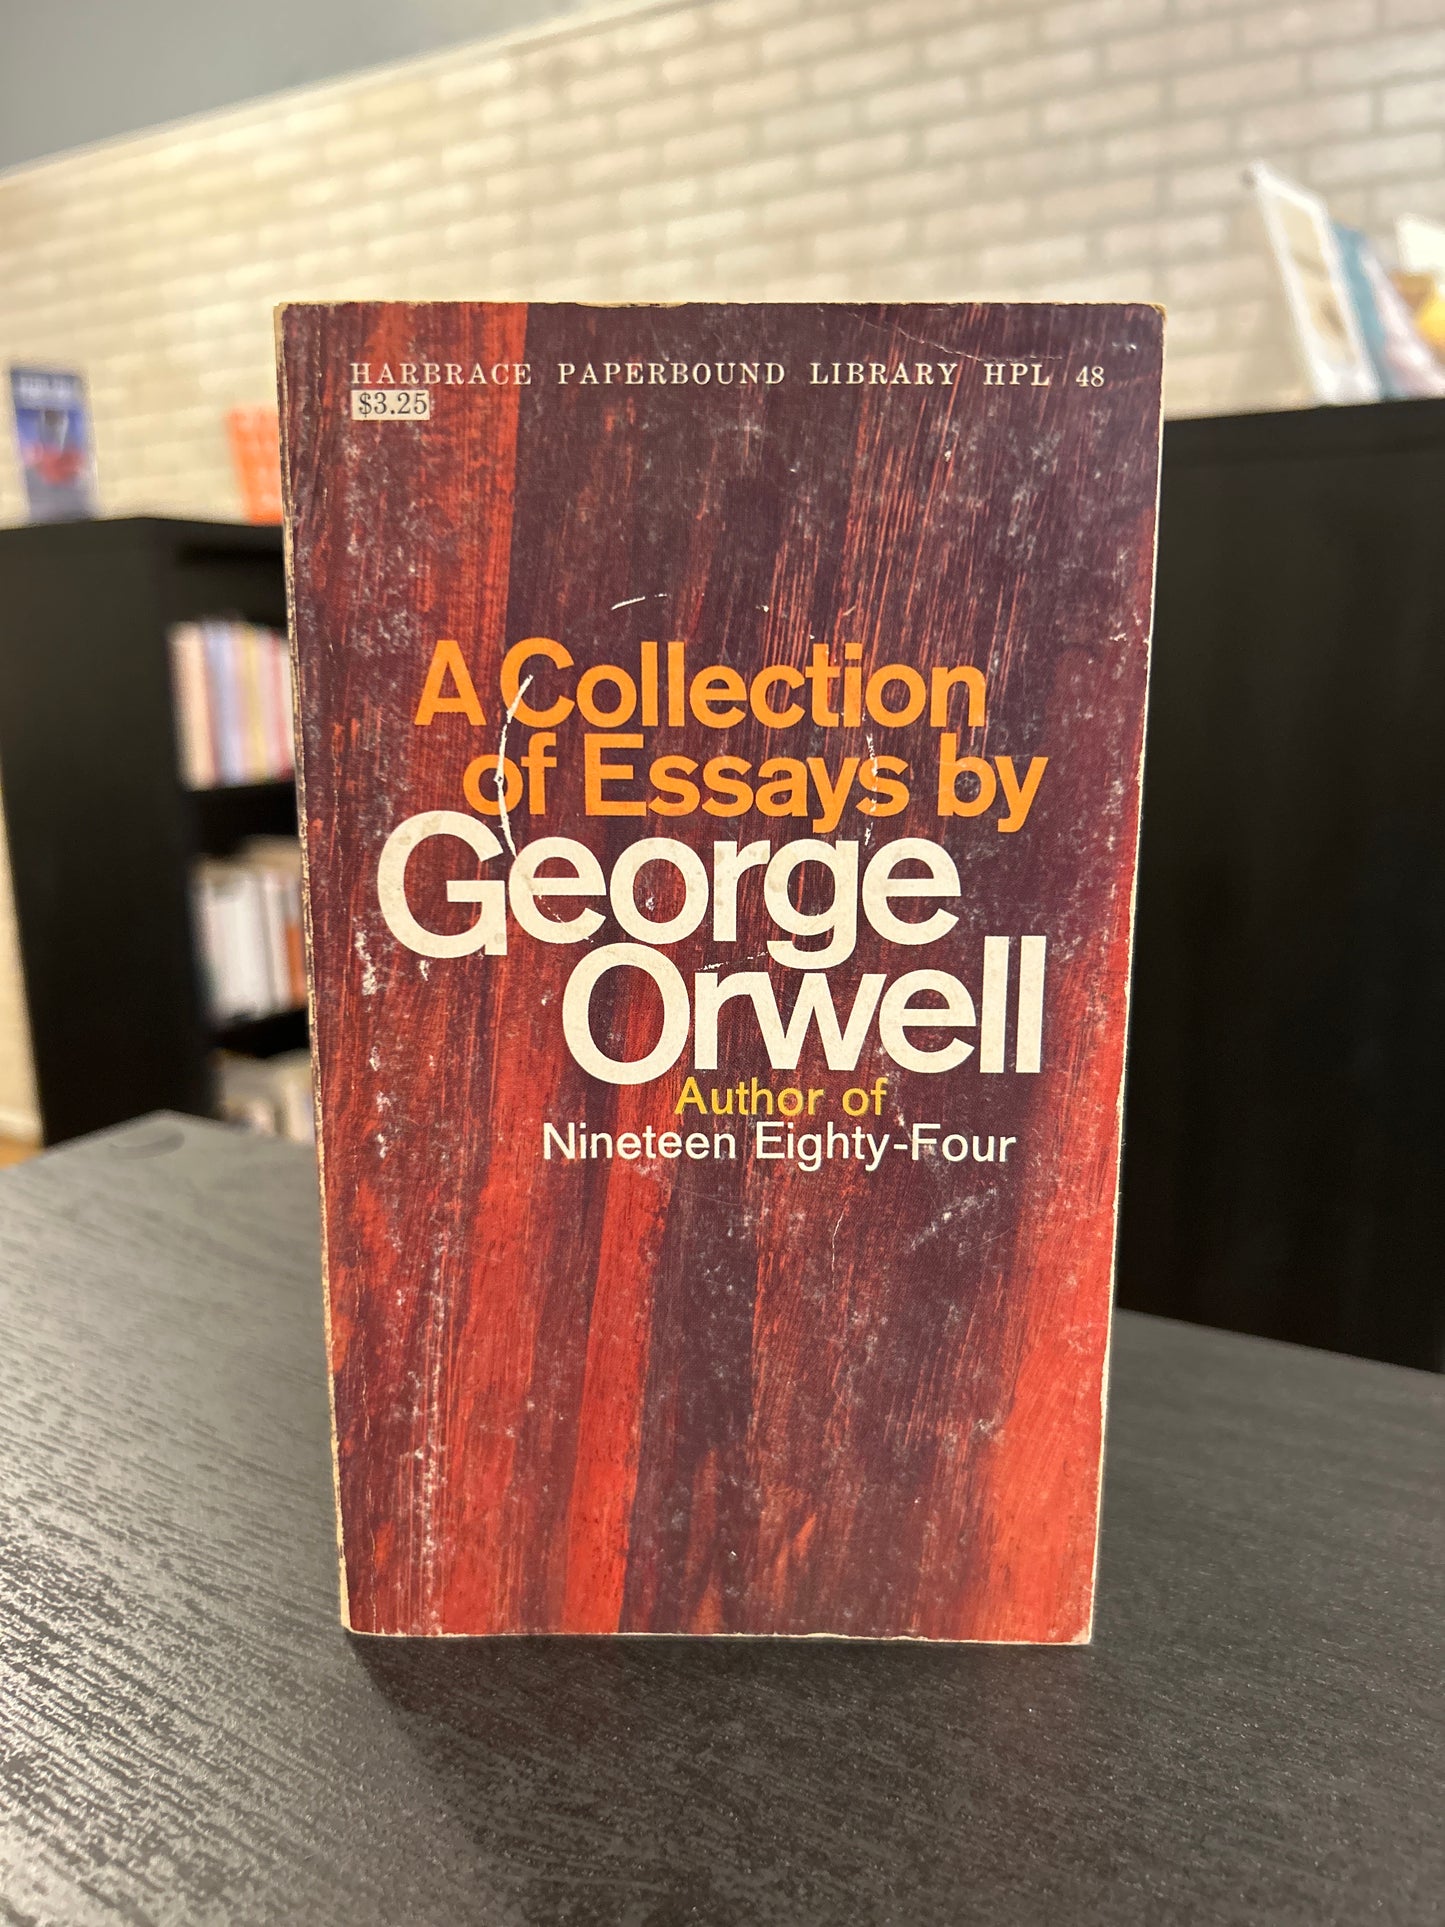 HARBRACE PAPERBOUND LIBRARY HPL 48
$3.25
A Collection
of Essays by
George
Orwell
Author of
Nineteen Eighty-Four